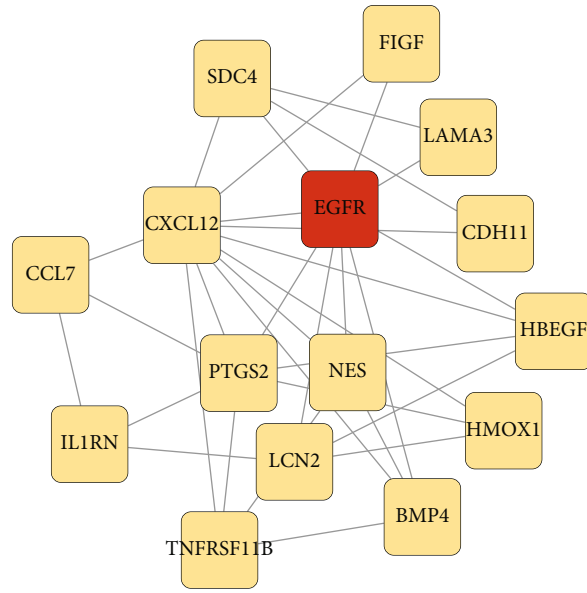 FIGF
SDC4
LAMA3
EGFR
CXCL12
CDH11
CCL7
HBEGF
PTGS2
NES
HMOX1
IL1RN
LCN2
BMP4
TNFRSF11B